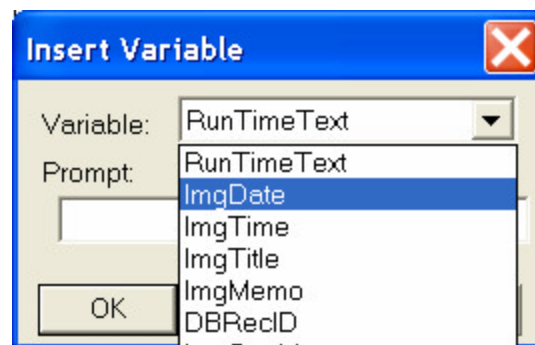 Insert Variable
Variable: RunTimeText
Prompt:
RunTimeText
ImgDate
ImgTime
ImgTitle
ImgMemo
OK
DBRecID